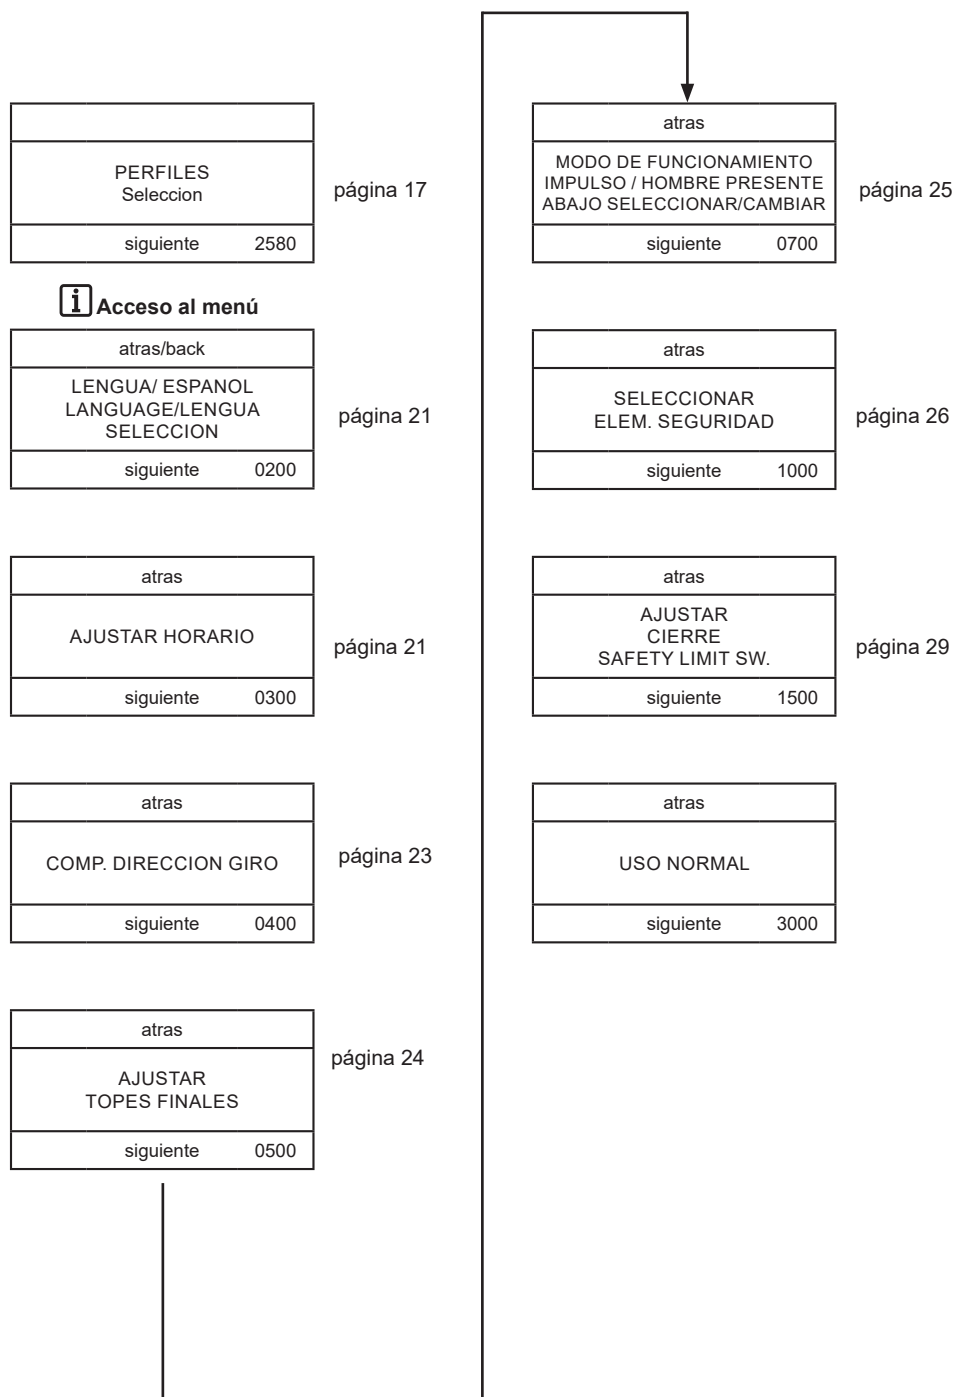 PERFILES
Seleccion
página 17
siguiente 2580
i Acceso al menú
atras/back
LENGUA/ ESPANOL
LANGUAGE/LENGUA
SELECCION
página 21
siguiente 0200
atras
AJUSTAR HORARIO
página 21
siguiente 0300
atras
COMP. DIRECCION GIRO
página 23
siguiente 0400
atras
AJUSTAR
TOPES FINALES
página 24
siguiente 0500
atras
MODO DE FUNCIONAMIENTO
IMPULSO / HOMBRE PRESENTE
ABAJO SELECCIONAR/CAMBIAR
página 25
siguiente 0700
atras
SELECCIONAR
ELEM. SEGURIDAD
página 26
siguiente 1000
atras
AJUSTAR
CIERRE
SAFETY LIMIT SW.
página 29
siguiente 1500
atras
USO NORMAL
siguiente 3000